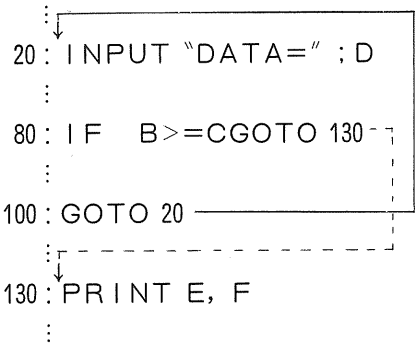 ⋮
20: INPUT "DATA=" ;D
⋮
80: IF B>=CGOTO 130
⋮
100: GOTO 20
⋮
130: PRINT E, F
⋮